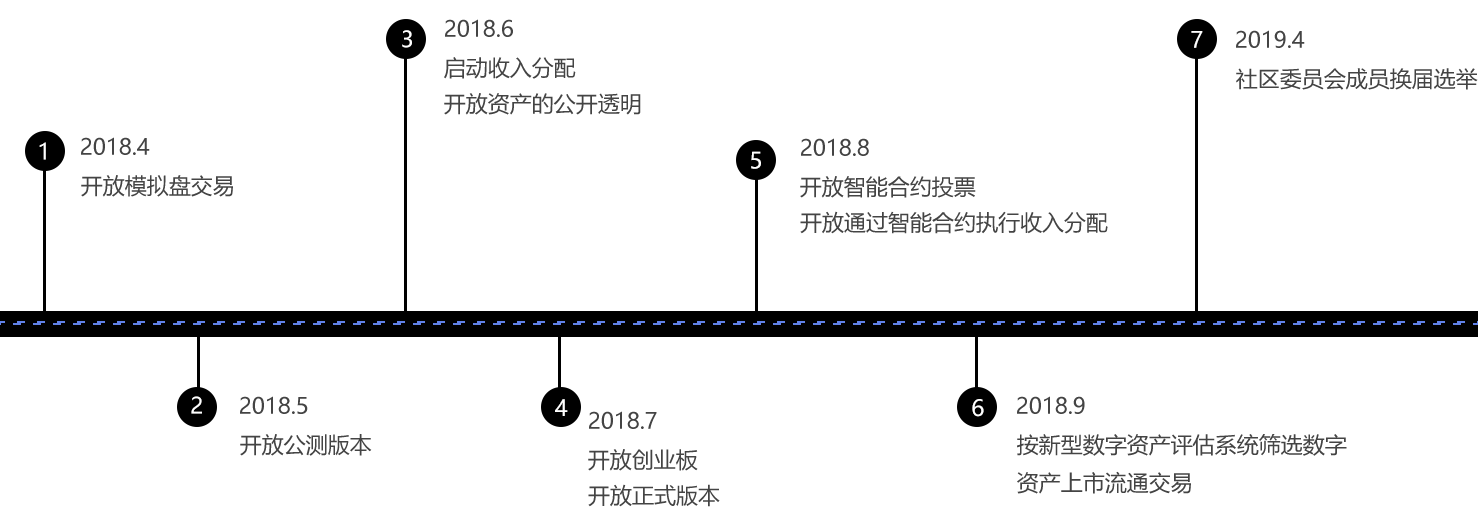 1
2018.4
开放模拟盘交易
2
2018.5
开放公测版本
3
2018.6
启动收入分配
开放资产的公开透明
4
2018.7
开放创业板
开放正式版本
5
2018.8
开放智能合约投票
开放通过智能合约执行收入分配
6
2018.9
按新型数字资产评估系统筛选数字
资产上市流通交易
7
2019.4
社区委员会成员换届选举